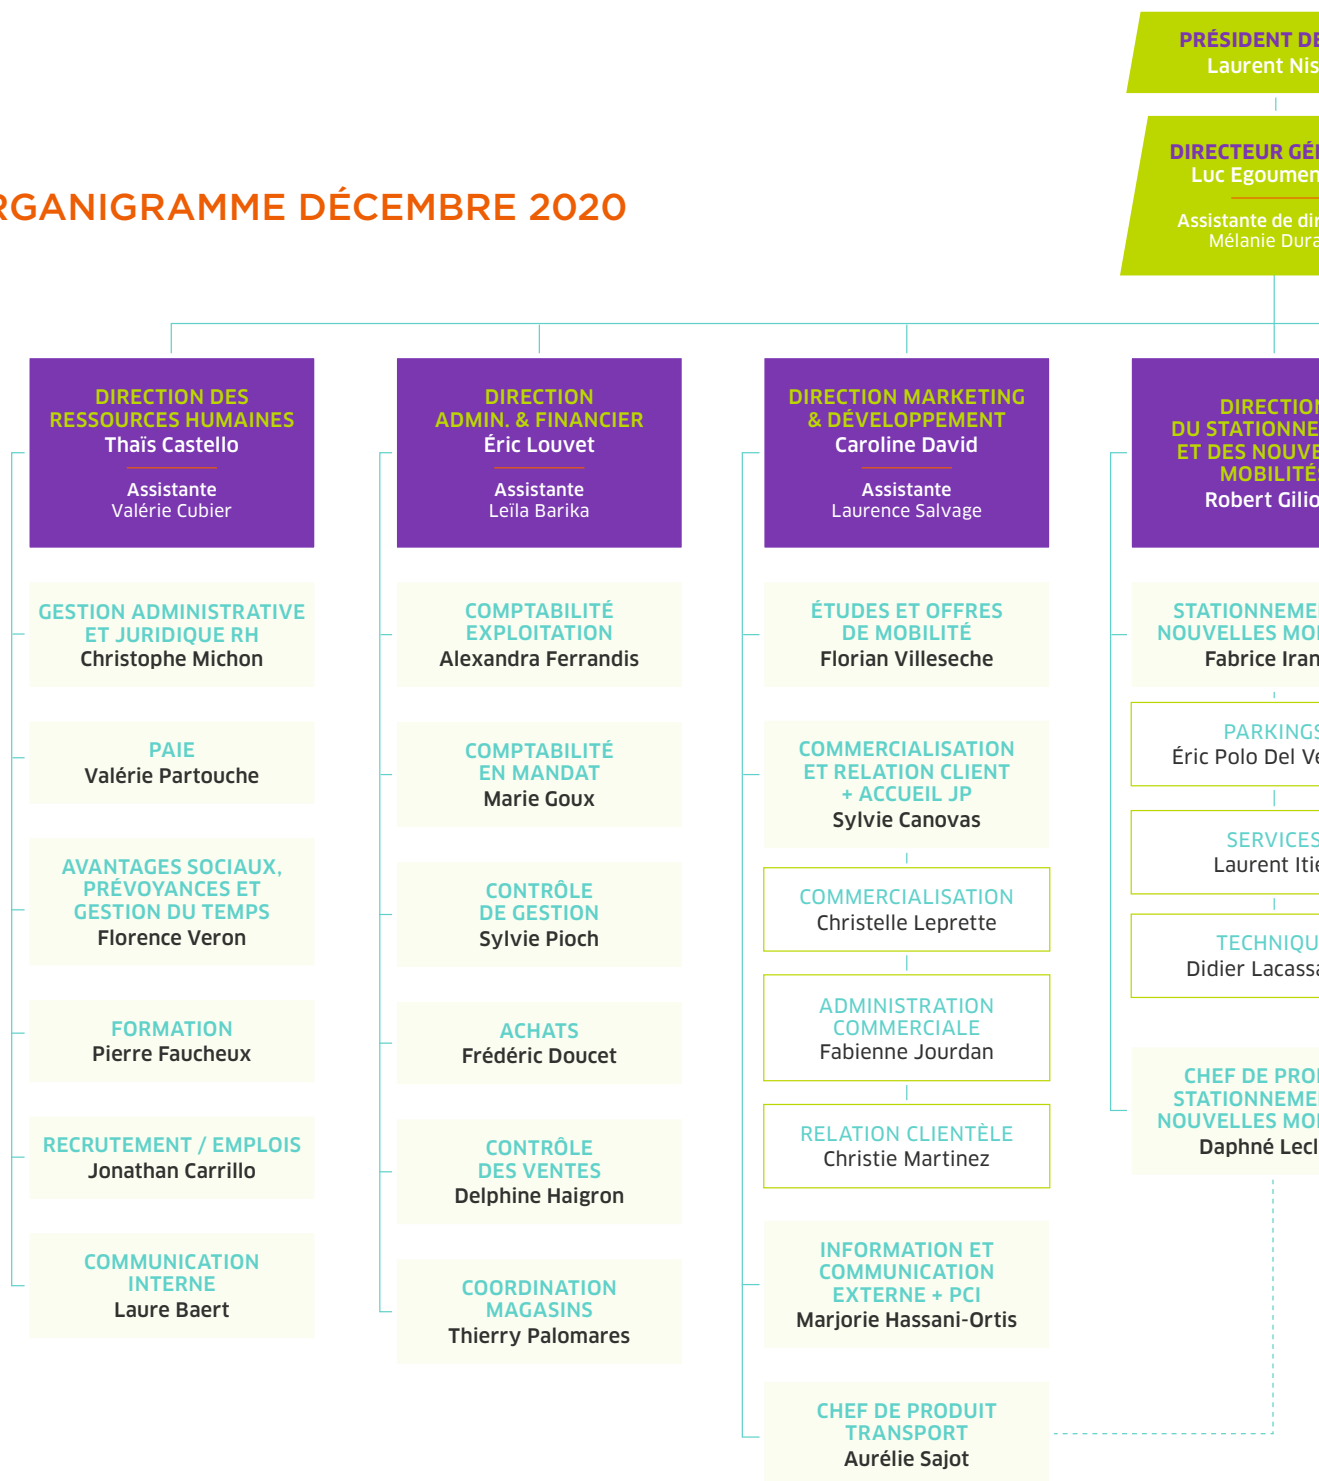 PRÉSIDENT DE
Laurent Nis
DIRECTEUR GÉ
Luc Egoumen
Assistante de dir
Mélanie Dura
RGANIGRAMME DÉCEMBRE 2020
DIRECTION DES
RESSOURCES HUMAINES
Thaïs Castello
Assistante
Valérie Cubier
GESTION ADMINISTRATIVE
ET JURIDIQUE RH
Christophe Michon
PAIE
Valérie Partouche
AVANTAGES SOCIAUX,
PRÉVOYANCES ET
GESTION DU TEMPS
Florence Veron
FORMATION
Pierre Faucheux
RECRUTEMENT / EMPLOIS
Jonathan Carrillo
COMMUNICATION
INTERNE
Laure Baert
DIRECTION
ADMIN. & FINANCIER
Éric Louvet
Assistante
Leïla Barika
COMPTABILITÉ
EXPLOITATION
Alexandra Ferrandis
COMPTABILITÉ
EN MANDAT
Marie Goux
CONTRÔLE
DE GESTION
Sylvie Pioch
ACHATS
Frédéric Doucet
CONTRÔLE
DES VENTES
Delphine Haigron
COORDINATION
MAGASINS
Thierry Palomares
DIRECTION MARKETING
& DÉVELOPPEMENT
Caroline David
Assistante
Laurence Salvage
ÉTUDES ET OFFRES
DE MOBILITÉ
Florian Villeseche
COMMERCIALISATION
ET RELATION CLIENT
+ ACCUEIL JP
Sylvie Canovas
COMMERCIALISATION
Christelle Leprette
ADMINISTRATION
COMMERCIALE
Fabienne Jourdan
RELATION CLIENTÈLE
Christie Martinez
INFORMATION ET
COMMUNICATION
EXTERNE + PCI
Marjorie Hassani-Ortis
CHEF DE PRODUIT
TRANSPORT
Aurélie Sajot
DIRECTION
DU STATIONNE
ET DES NOUVE
MOBILITÉS
Robert Gilio
STATIONNEME
NOUVELLES MO
Fabrice Iran
PARKINGS
Éric Polo Del Ve
SERVICES
Laurent Itie
TECHNIQU
Didier Lacassa
CHEF DE PRO
STATIONNEME
NOUVELLES MO
Daphné Lecl